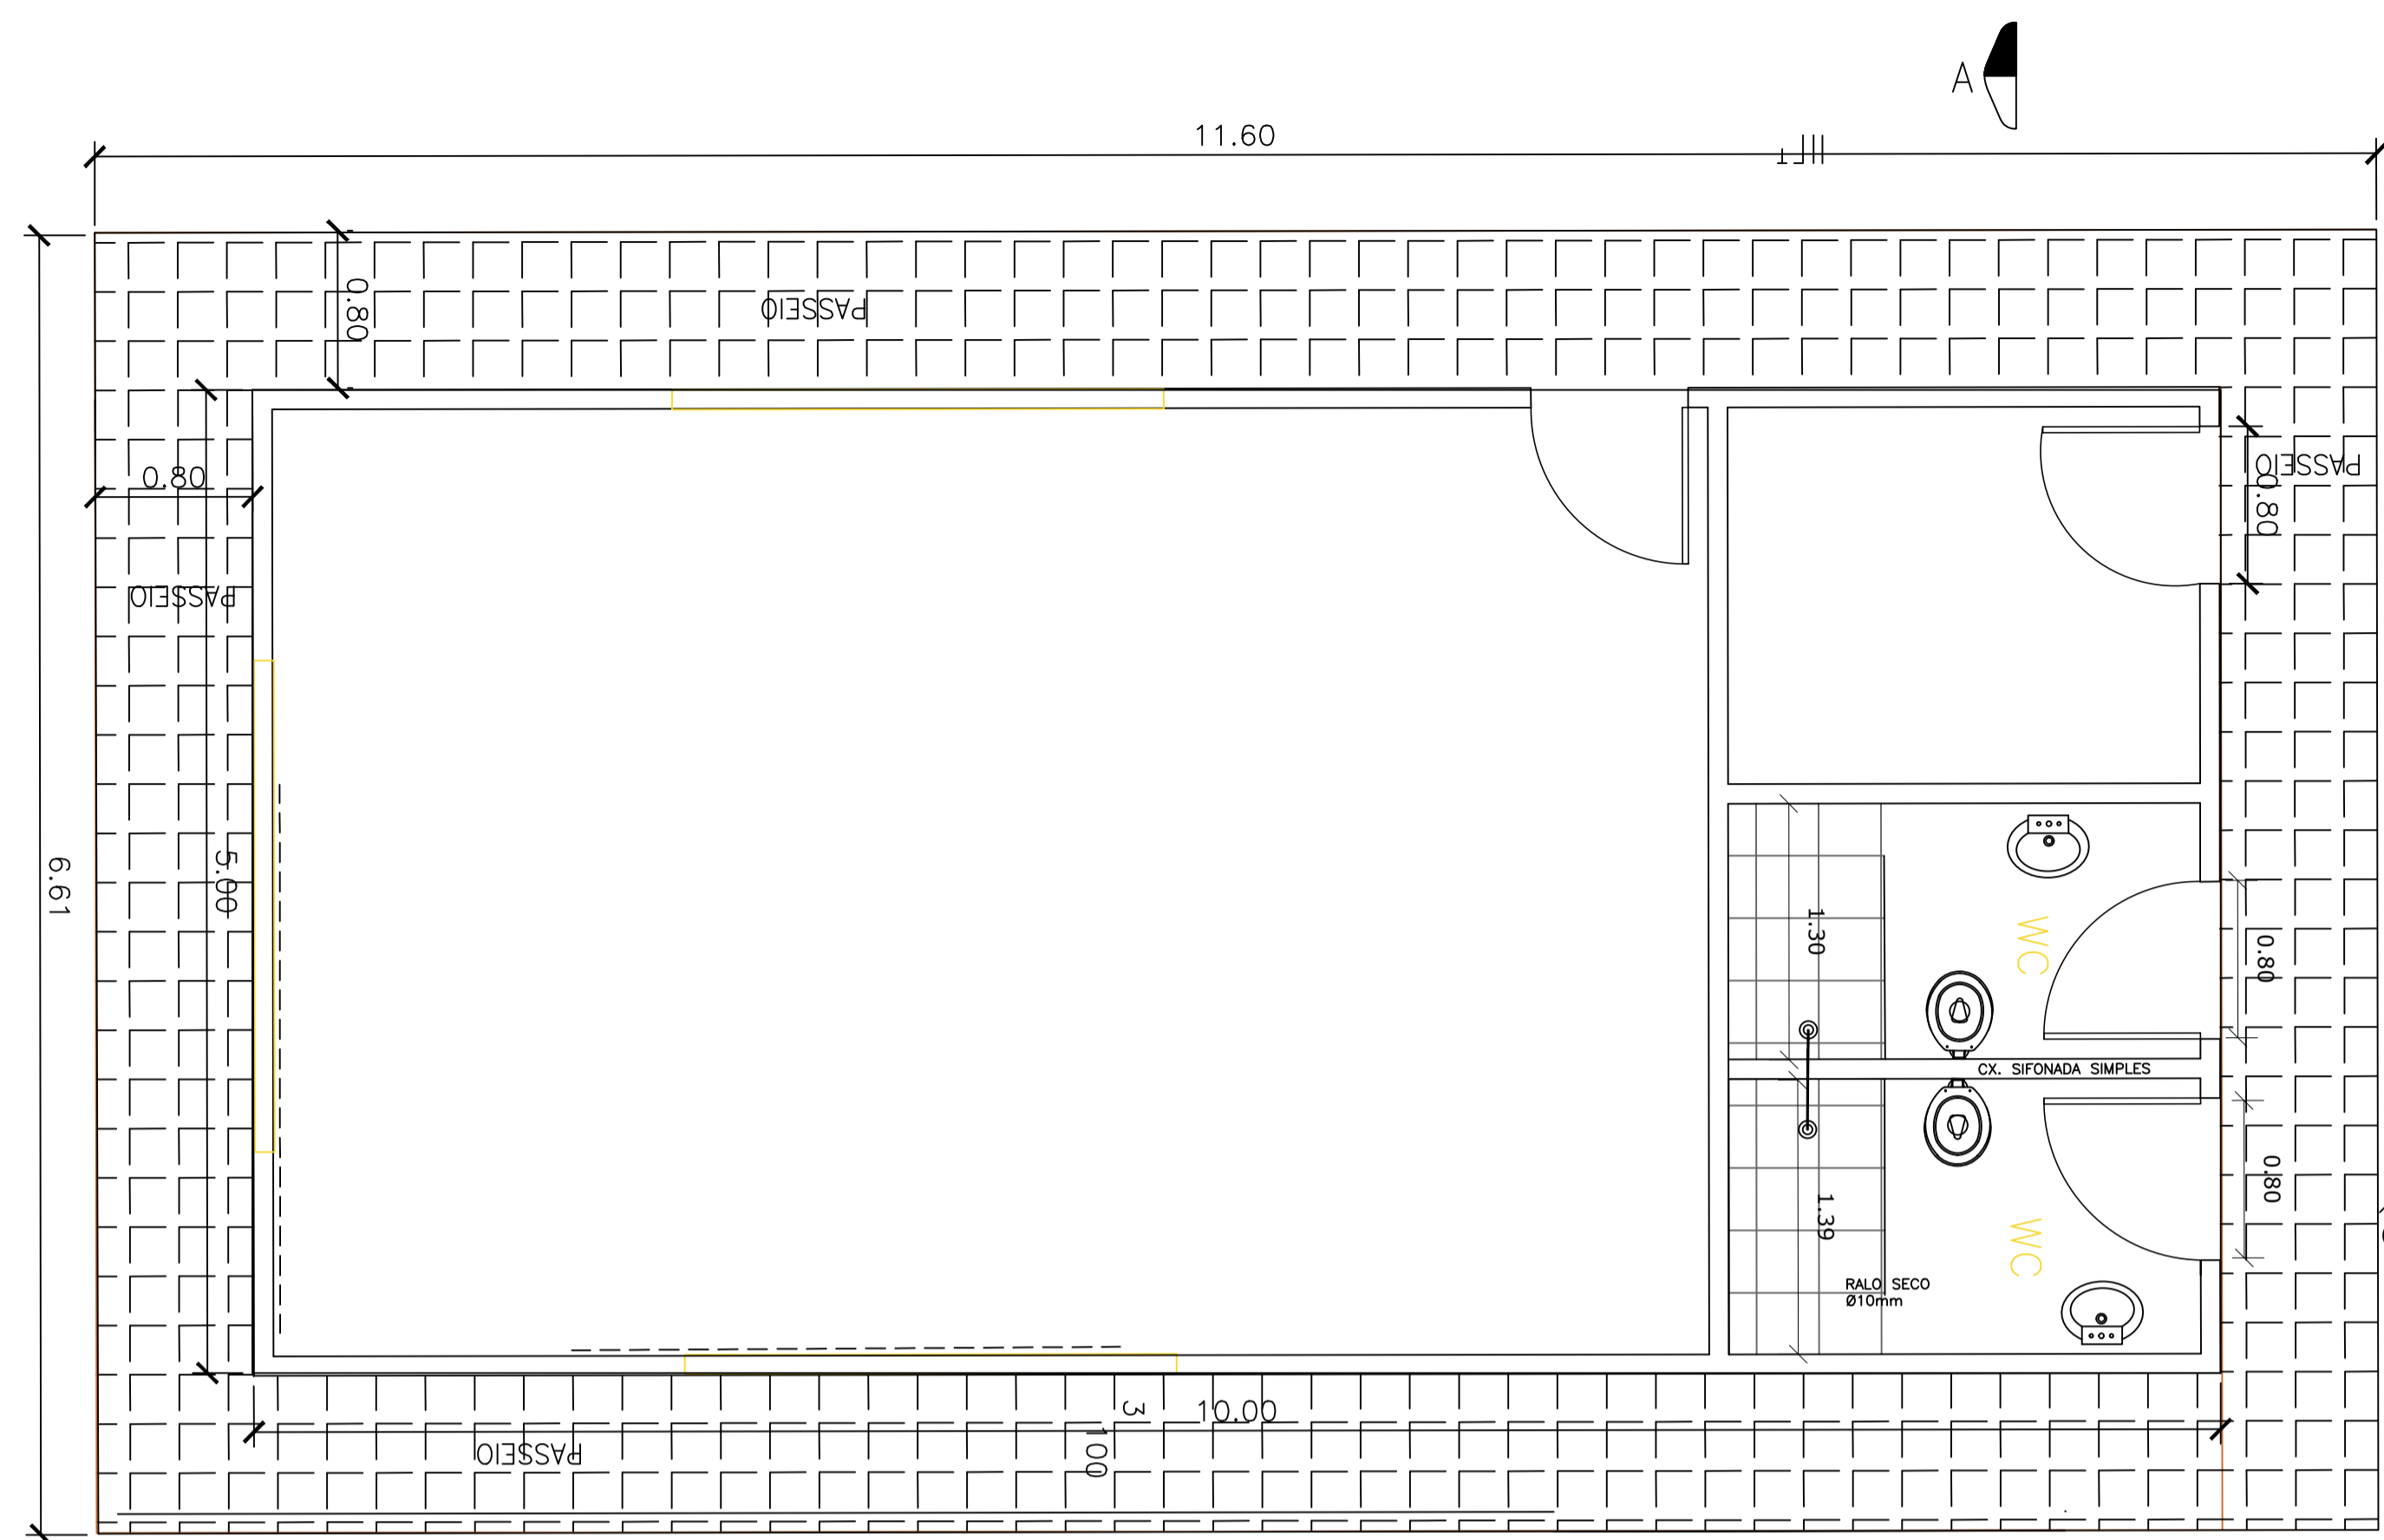 A
11.60
0.80
PASSEIO
0.80
PASSEIO
0.80
PASSEIO
5.00
6.61
1.30
WC
0.80
CX. SIFONADA SIMPLES
0.80
1.39
WC
RALO SECO
Ø10mm
3
10.00
100
PASSEIO